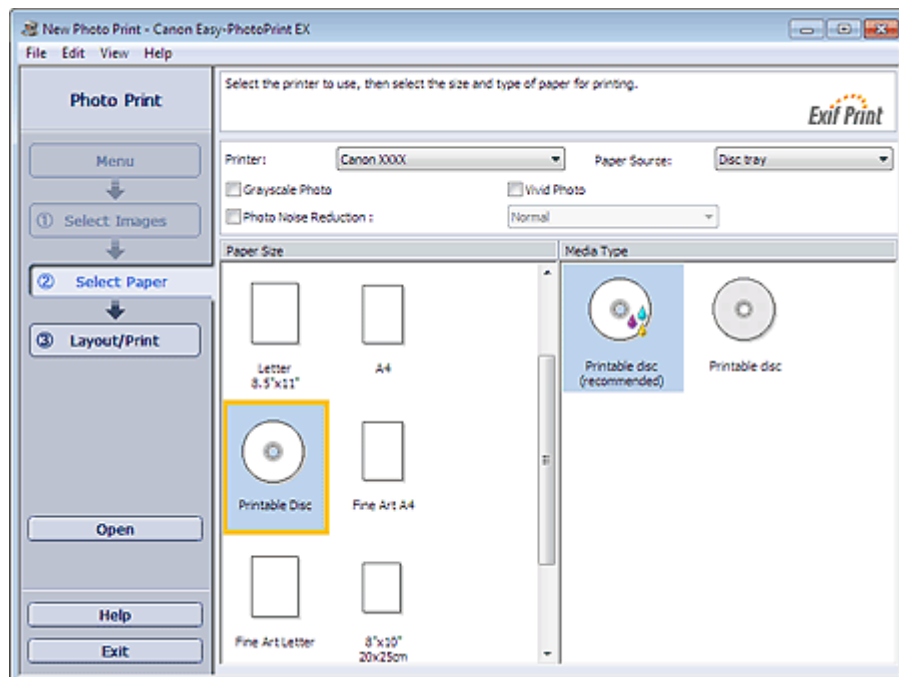 New Photo Print - Canon Easy-PhotoPrint EX
File Edit View Help
Photo Print
Select the printer to use, then select the size and type of paper for printing.
Exif Print
Menu
Printer: Canon XXXX Paper Source: Disc tray
Grayscale Photo Vivid Photo
① Select Images
Photo Noise Reduction : Normal
Paper Size Media Type
② Select Paper
③ Layout/Print
Letter
8.5"x11"
A4
Printable disc
(recommended)
Printable disc
Printable Disc Fine Art A4
Open
Fine Art Letter
8"x10"
20x25cm
Help
Exit